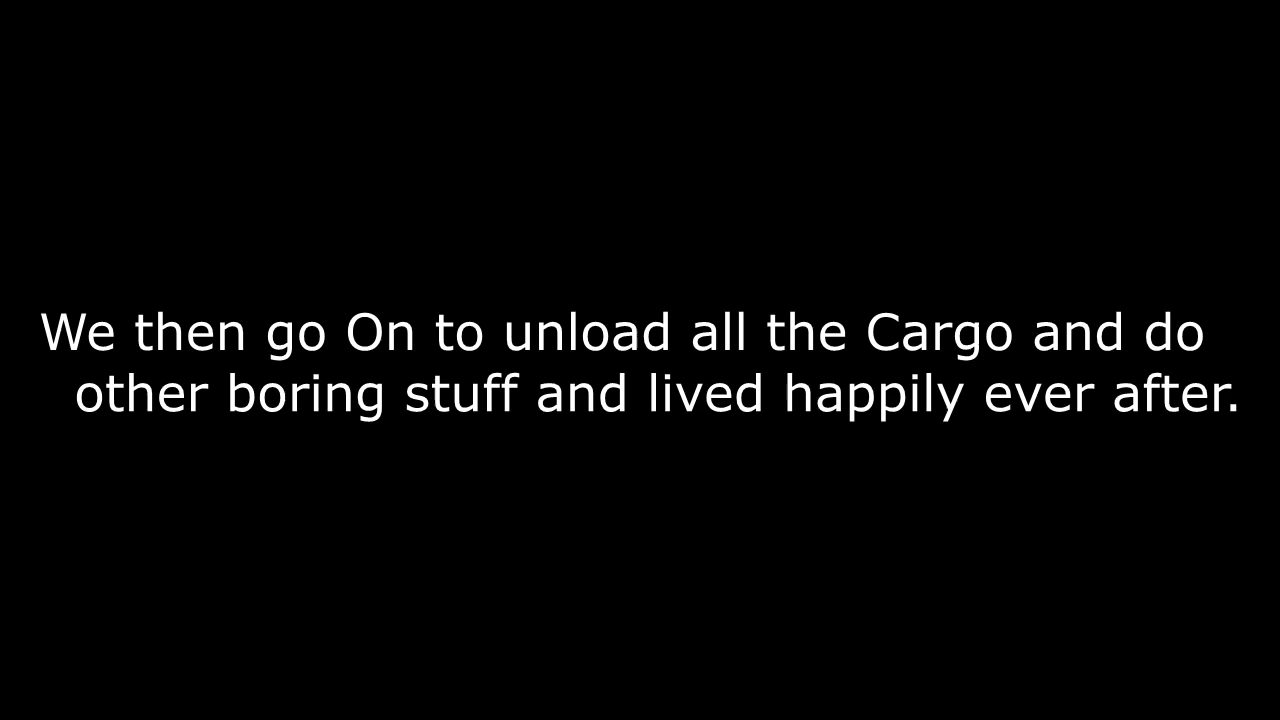 We then go On to unload all the Cargo and do
other boring stuff and lived happily ever after.